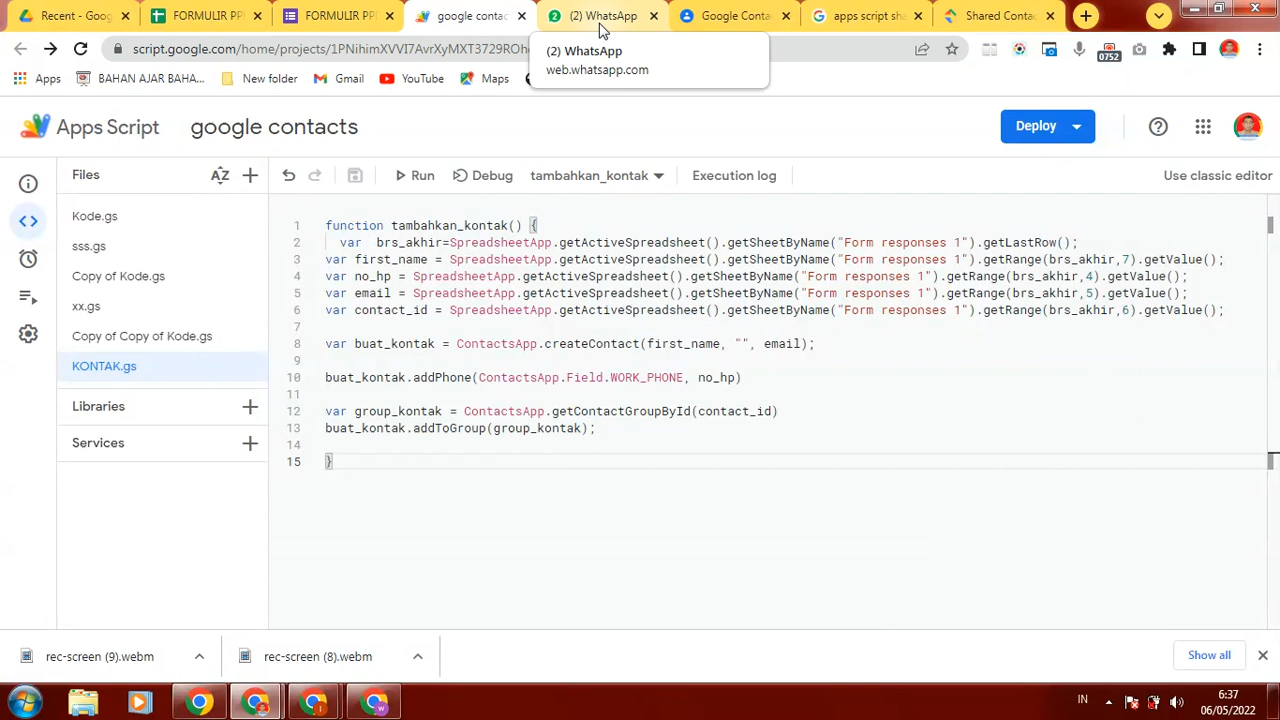 Recent - Goo
FORMULIR PP
FORMULIR PP
google contac
(2) WhatsApp
Google Conta
apps script sha
Shared Conta
script.google.com/home/projects/1PNihimXVVI7AvrXyMXT3729ROh
(2) WhatsApp
web.whatsapp.com
0752
Apps
BAHAN AJAR BAHA...
New folder
Gmail
YouTube
Maps
Apps Script
google contacts
Deploy
Files
AZ
Run
Debug
tambahkan_kontak
Execution log
Use classic editor
Kode.gs
sss.gs
Copy of Kode.gs
xx.gs
Copy of Copy of Kode.gs
KONTAK.gs
Libraries
Services
1 function tambahkan_kontak() {
2 var brs_akhir=SpreadsheetApp.getActiveSpreadsheet().getSheetByName("Form responses 1").getLastRow();
3 var first_name = SpreadsheetApp.getActiveSpreadsheet().getSheetByName("Form responses 1").getRange(brs_akhir,7).getValue();
4 var no_hp = SpreadsheetApp.getActiveSpreadsheet().getSheetByName("Form responses 1").getRange(brs_akhir,4).getValue();
5 var email = SpreadsheetApp.getActiveSpreadsheet().getSheetByName("Form responses 1").getRange(brs_akhir,5).getValue();
6 var contact_id = SpreadsheetApp.getActiveSpreadsheet().getSheetByName("Form responses 1").getRange(brs_akhir,6).getValue();
7
8 var buat_kontak = ContactsApp.createContact(first_name, "", email);
9
10 buat_kontak.addPhone(ContactsApp.Field.WORK_PHONE, no_hp)
11
12 var group_kontak = ContactsApp.getContactGroupById(contact_id)
13 buat_kontak.addToGroup(group_kontak);
14
15 }
rec-screen (9).webm
rec-screen (8).webm
Show all
IN
6:37
06/05/2022